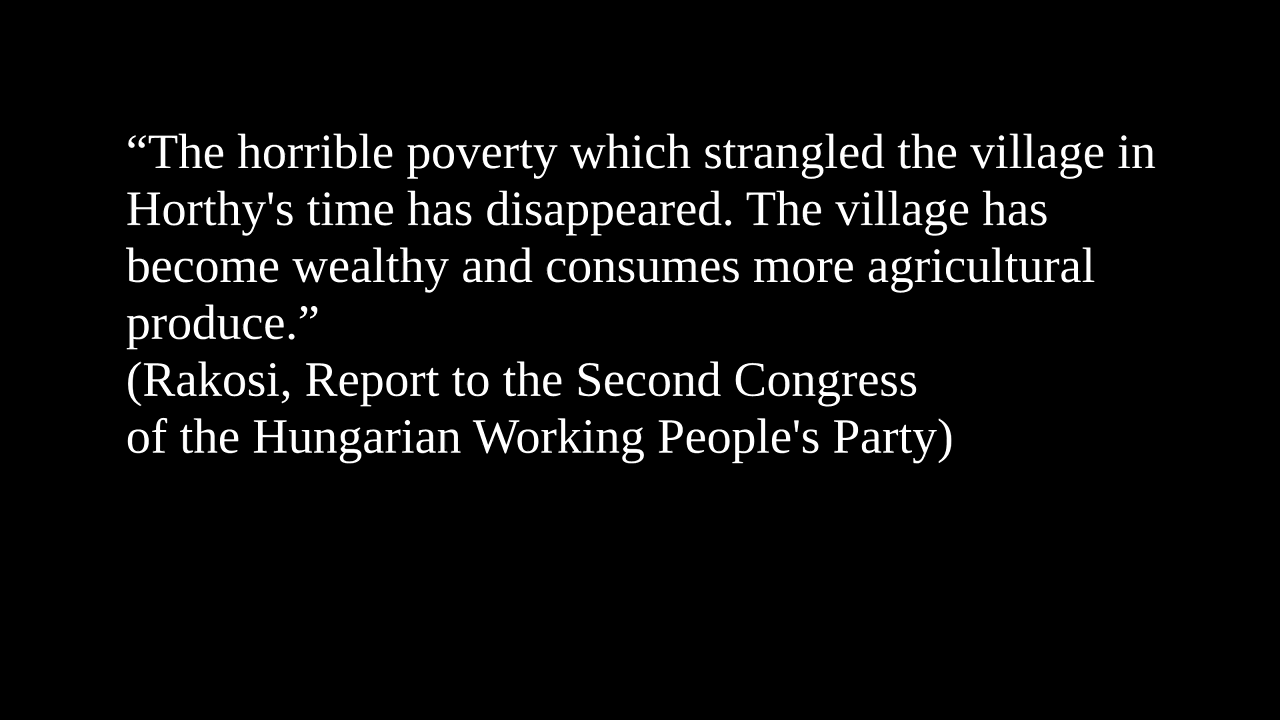 “The horrible poverty which strangled the village in
Horthy's time has disappeared. The village has
become wealthy and consumes more agricultural
produce.”
(Rakosi, Report to the Second Congress
of the Hungarian Working People's Party)